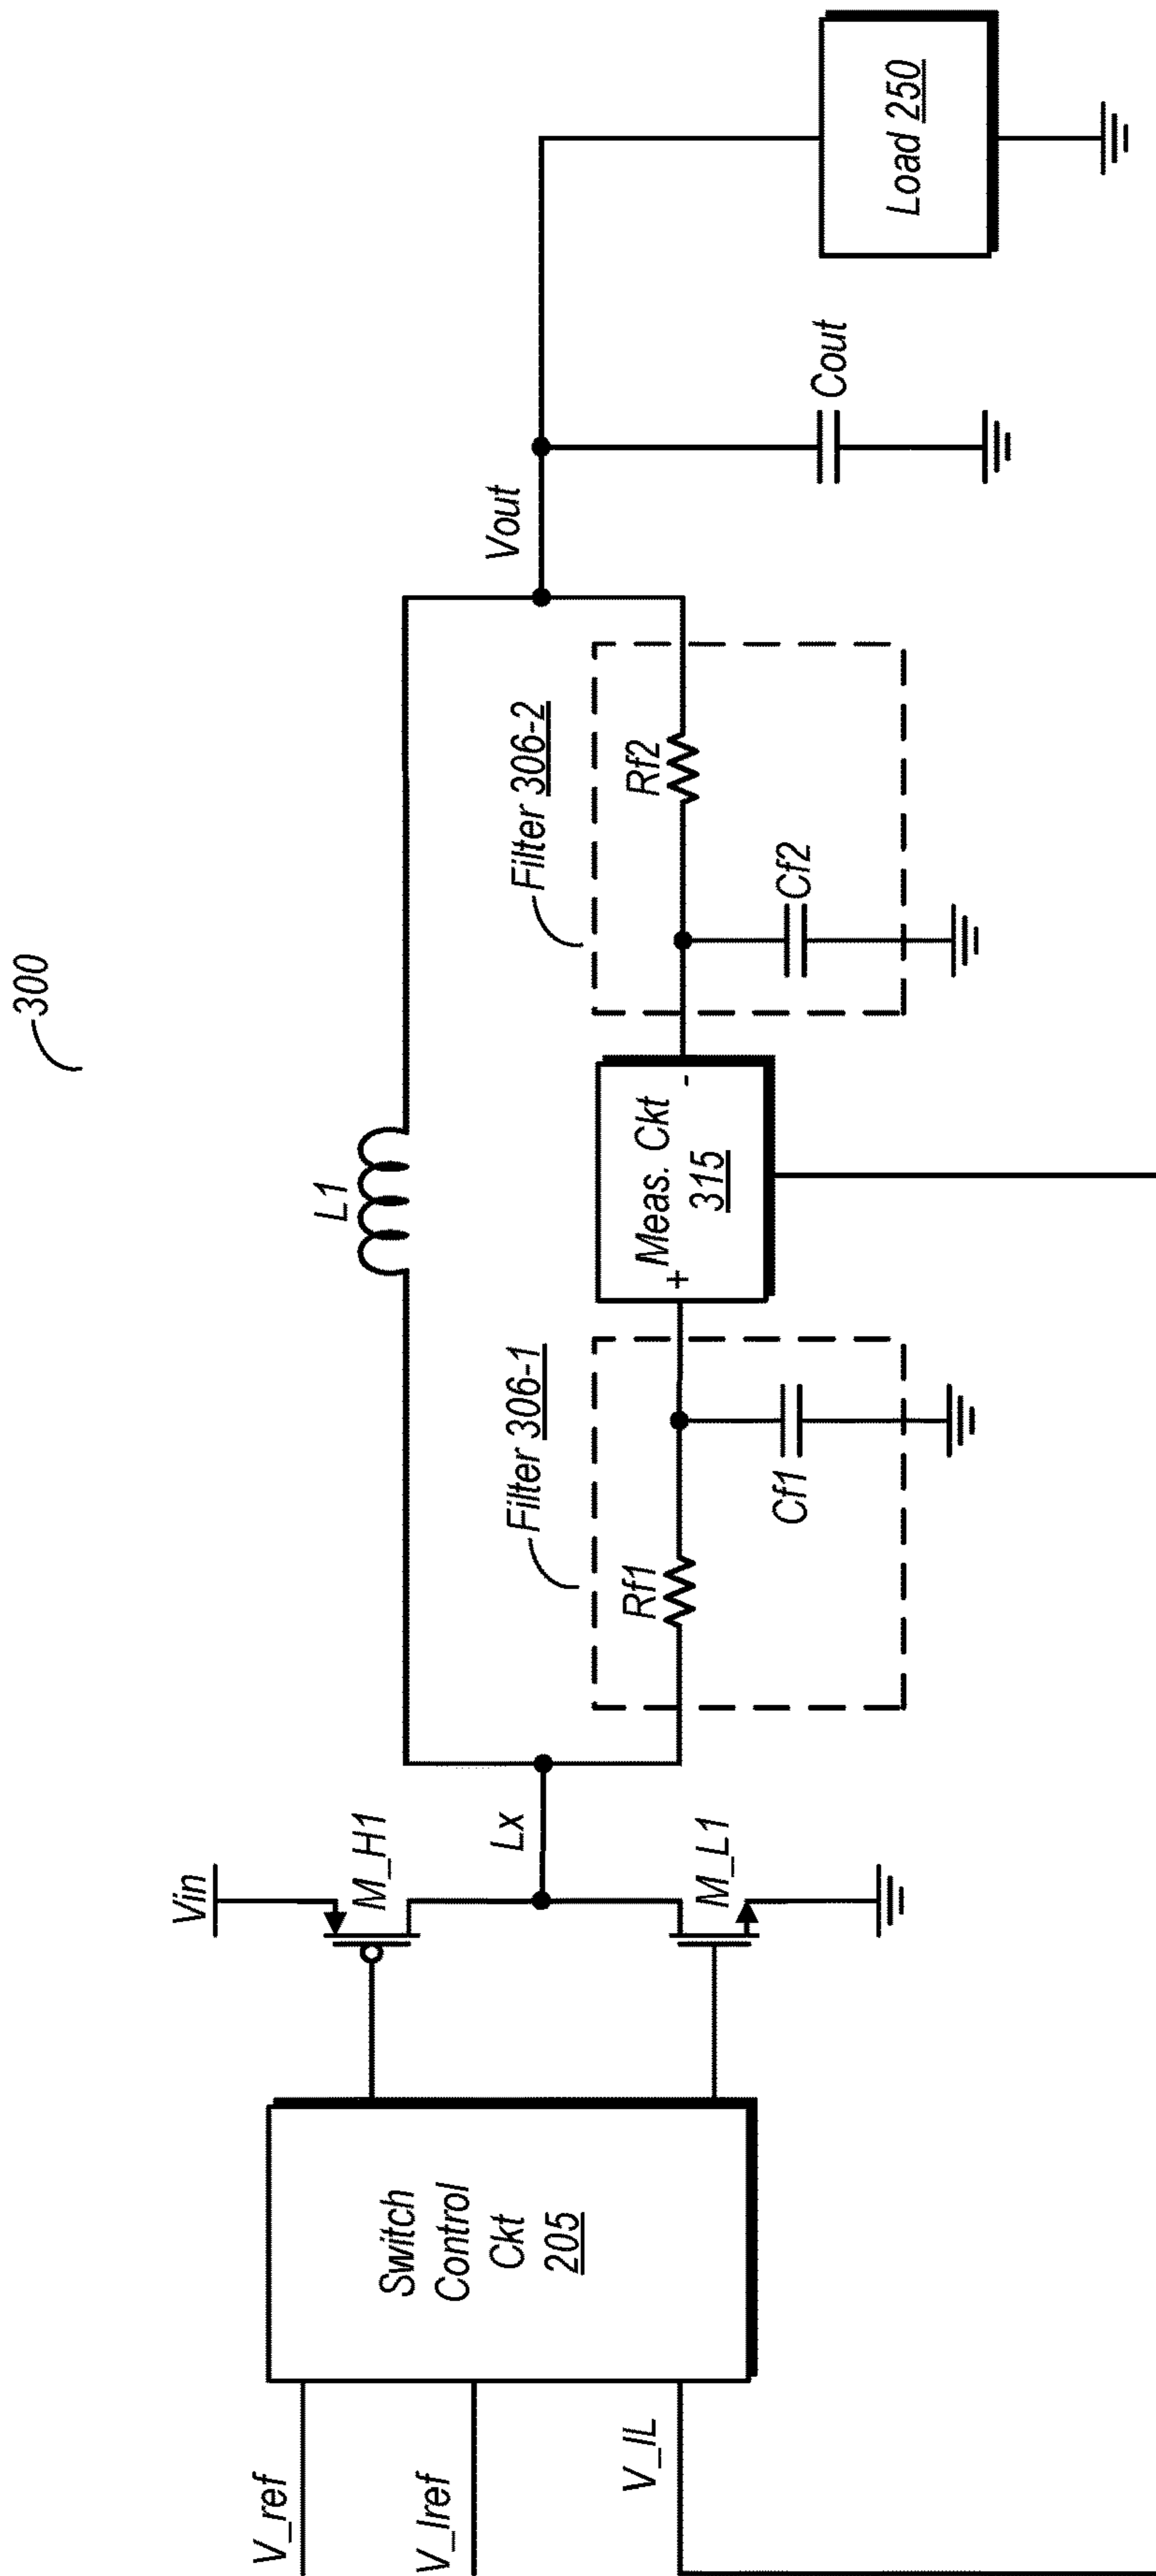 300
V_ref
V_Iref
V_IL
Switch
Control
Ckt
205
Vin
M_H1
Lx
M_L1
L1
Filter 306-1
Rf1
Cf1
Meas. Ckt
315
+
-
Filter 306-2
Rf2
Cf2
Vout
Cout
Load 250